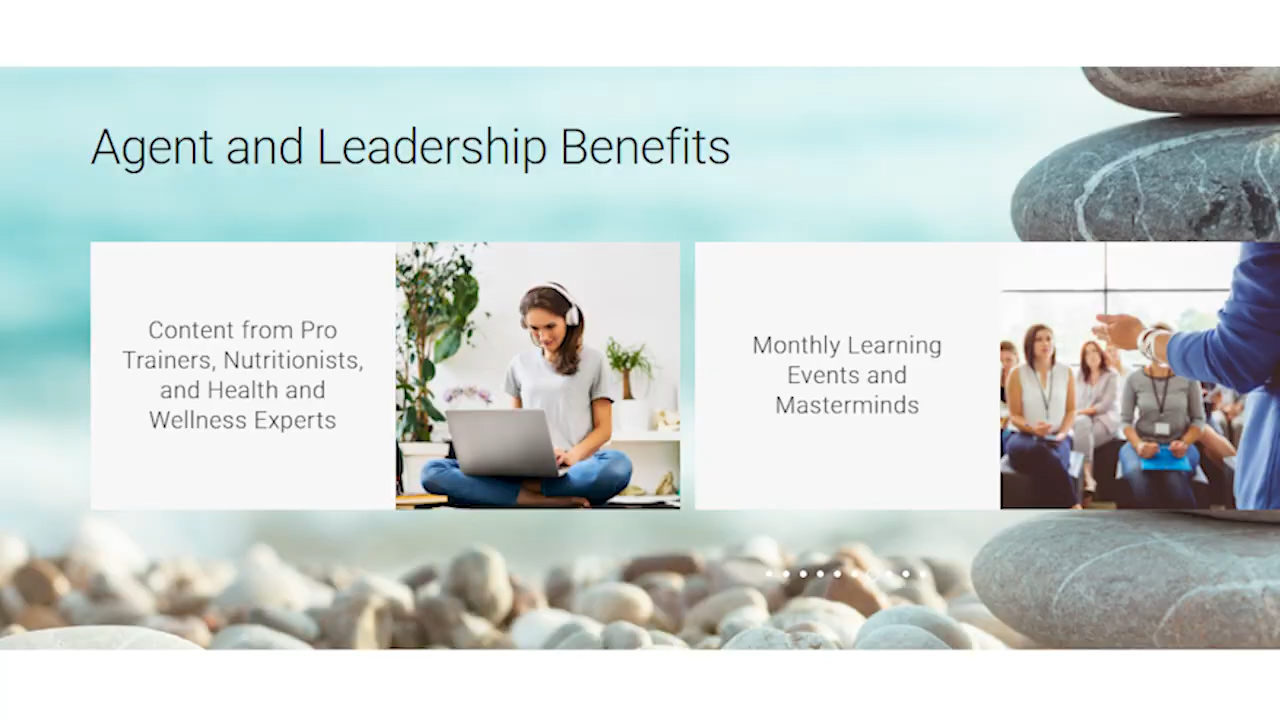 Agent and Leadership Benefits
Content from Pro
Trainers, Nutritionists,
and Health and
Wellness Experts
Monthly Learning
Events and
Masterminds